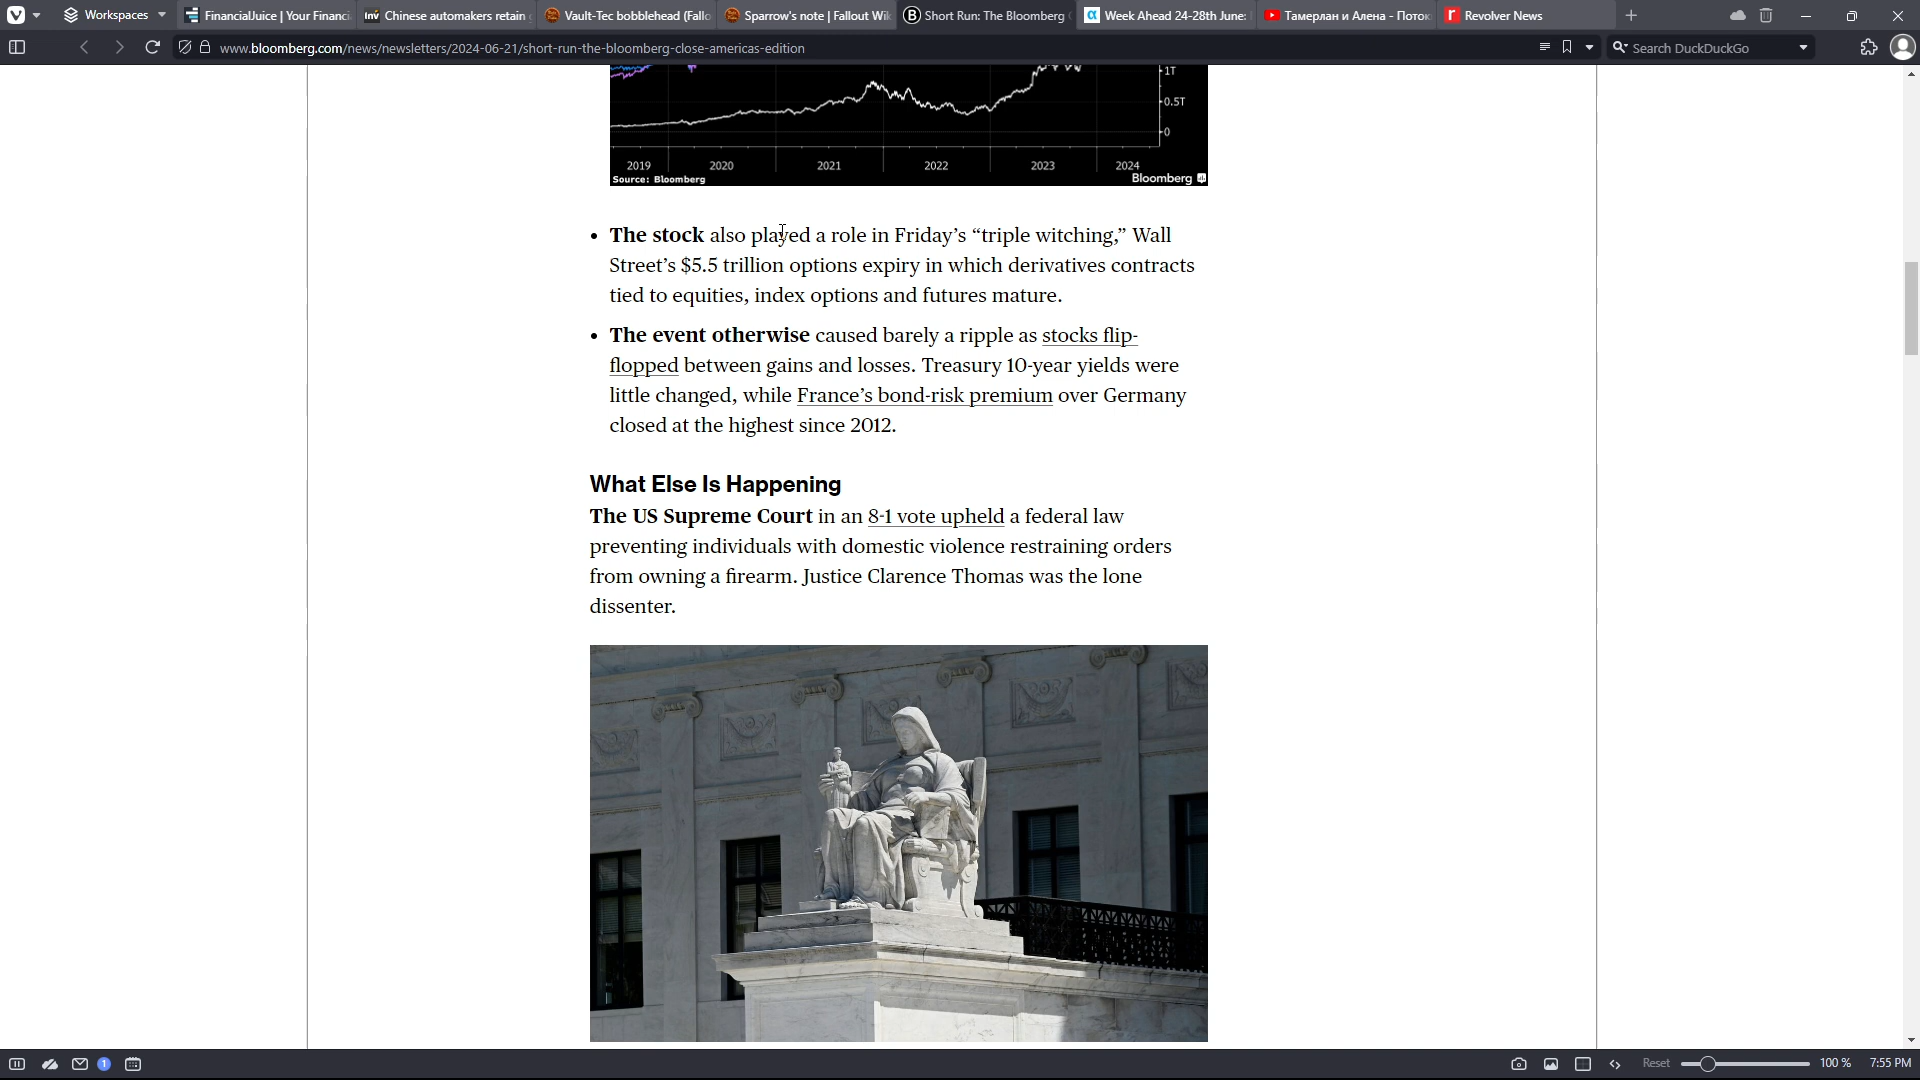 Workspaces
FinancialJuice | Your Financi
Chinese automakers retain
Vault-Tec bobblehead (Fallo
Sparrow's note | Fallout Wik
Short Run: The Bloomberg
Week Ahead 24-28th June:
Тамерлан и Алена - Поток
Revolver News
www.bloomberg.com/news/newsletters/2024-06-21/short-run-the-bloomberg-close-americas-edition
Search DuckDuckGo
1T
0.5T
0
2019 2020 2021 2022 2023 2024
Source: Bloomberg
Bloomberg
• The stock also played a role in Friday’s “triple witching,” Wall
Street’s $5.5 trillion options expiry in which derivatives contracts
tied to equities, index options and futures mature.
• The event otherwise caused barely a ripple as stocks flip-
flopped between gains and losses. Treasury 10-year yields were
little changed, while France’s bond-risk premium over Germany
closed at the highest since 2012.
What Else Is Happening
The US Supreme Court in an 8-1 vote upheld a federal law
preventing individuals with domestic violence restraining orders
from owning a firearm. Justice Clarence Thomas was the lone
dissenter.
1
Reset
100 %
7:55 PM